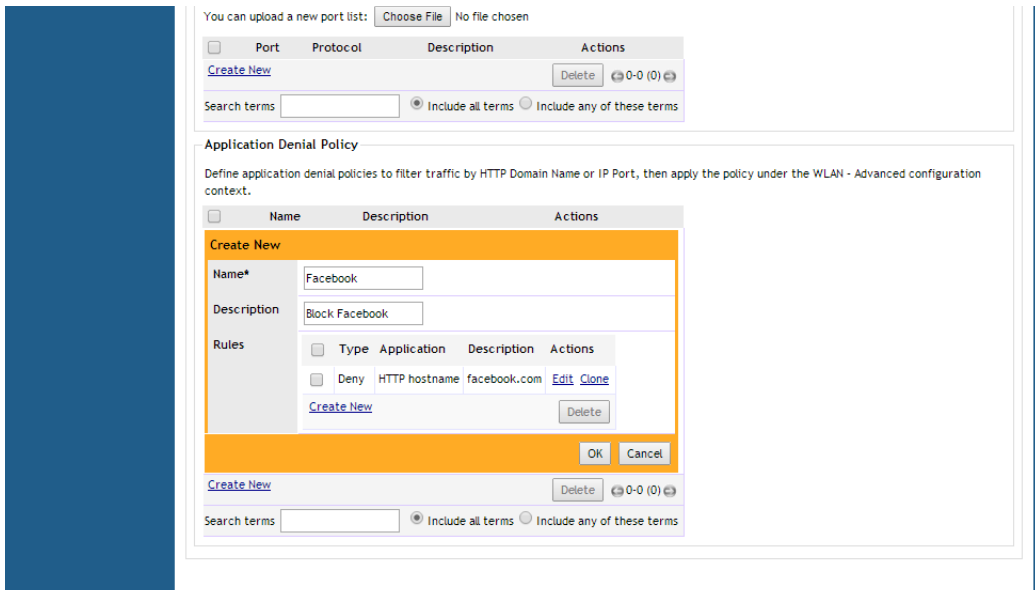 You can upload a new port list: Choose File No file chosen
Port Protocol Description Actions
Create New Delete 0-0 (0)
Search terms Include all terms Include any of these terms
Application Denial Policy
Define application denial policies to filter traffic by HTTP Domain Name or IP Port, then apply the policy under the WLAN - Advanced configuration
context.
Name Description Actions
Create New
Name* Facebook
Description Block Facebook
Rules
Type Application Description Actions
Deny HTTP hostname facebook.com Edit Clone
Create New Delete
OK Cancel
Create New Delete 0-0 (0)
Search terms Include all terms Include any of these terms